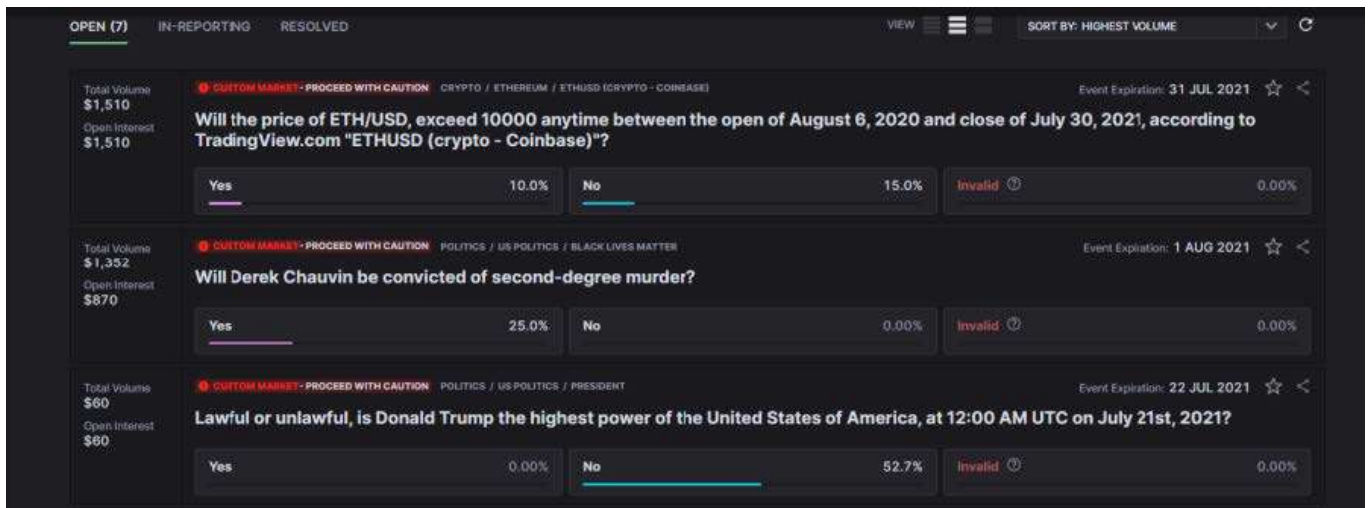 OPEN (7) IN-REPORTING RESOLVED VIEW SORT BY: HIGHEST VOLUME
Total Volume
$1,510
Open Interest
$1,510
CUSTOM MARKET - PROCEED WITH CAUTION CRYPTO / ETHEREUM / ETHUSD (CRYPTO - COINBASE) Event Expiration: 31 JUL 2021
Will the price of ETH/USD, exceed 10000 anytime between the open of August 6, 2020 and close of July 30, 2021, according to
TradingView.com "ETHUSD (crypto - Coinbase)"?
Yes 10.0% No 15.0% Invalid ? 0.00%
Total Volume
$1,352
Open Interest
$870
CUSTOM MARKET - PROCEED WITH CAUTION POLITICS / US POLITICS / BLACK LIVES MATTER Event Expiration: 1 AUG 2021
Will Derek Chauvin be convicted of second-degree murder?
Yes 25.0% No 0.00% Invalid ? 0.00%
Total Volume
$60
Open Interest
$60
CUSTOM MARKET - PROCEED WITH CAUTION POLITICS / US POLITICS / PRESIDENT Event Expiration: 22 JUL 2021
Lawful or unlawful, is Donald Trump the highest power of the United States of America, at 12:00 AM UTC on July 21st, 2021?
Yes 0.00% No 52.7% Invalid ? 0.00%